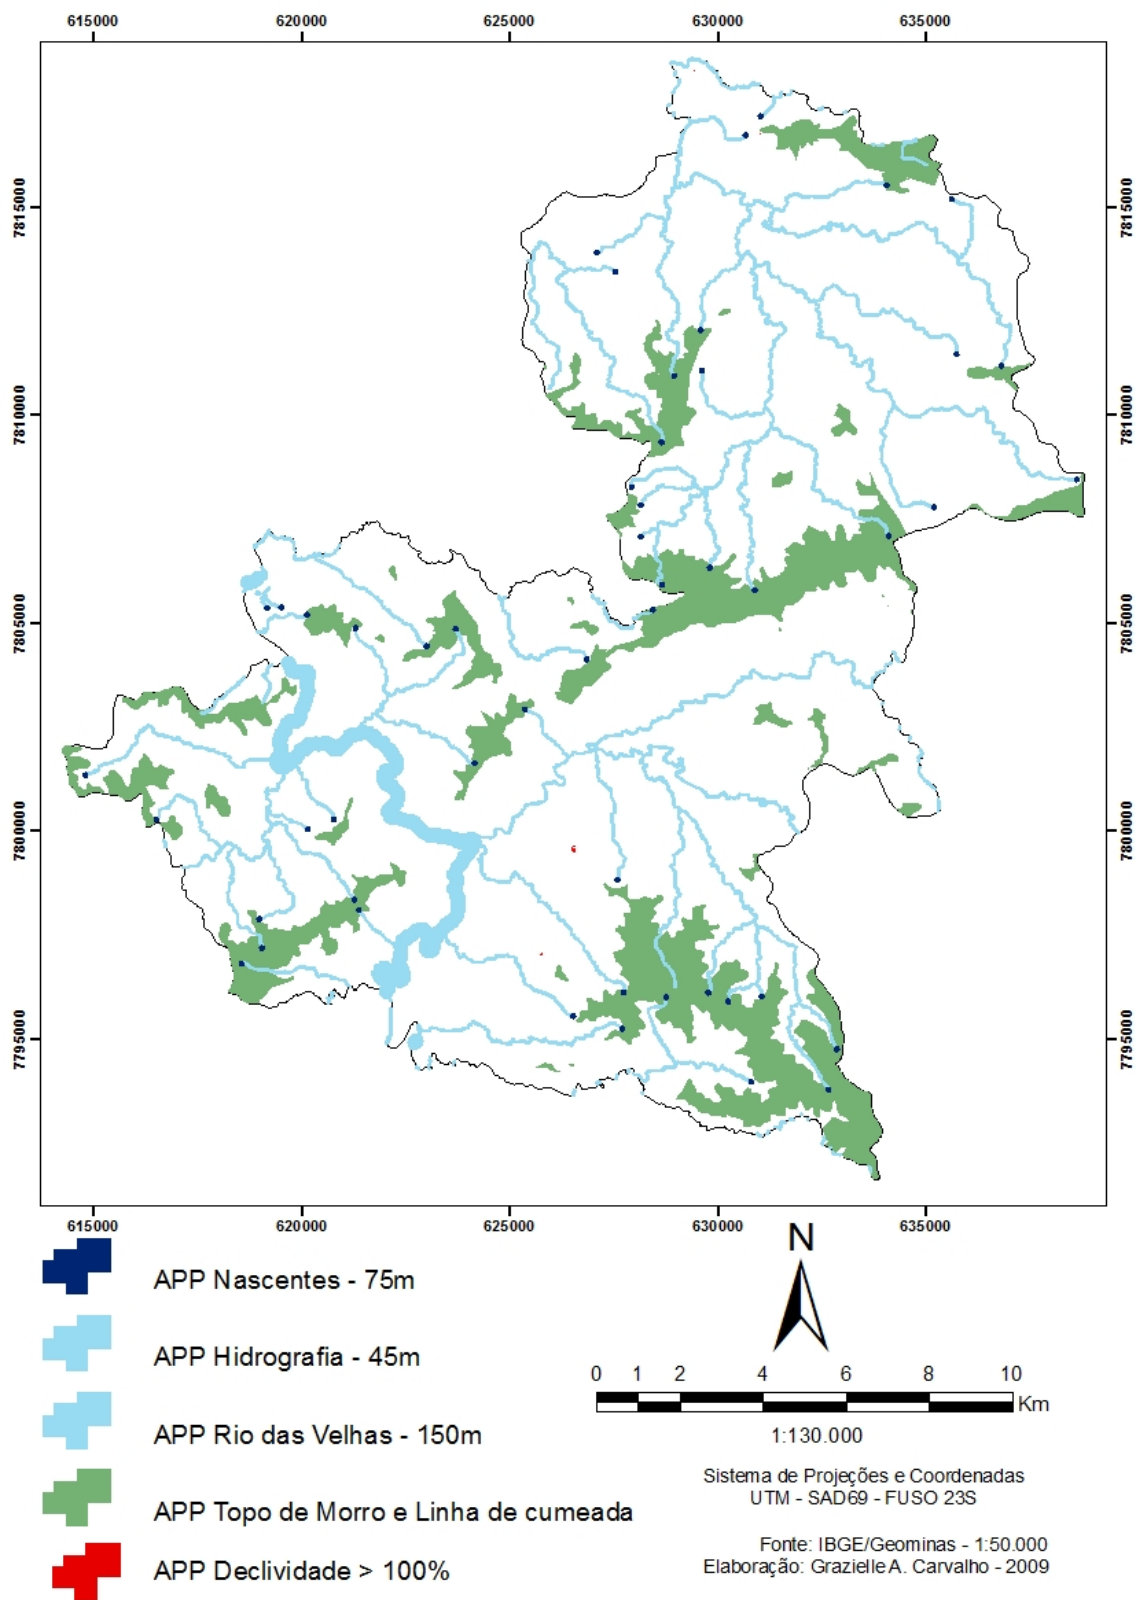 615000 620000 625000 630000 635000
7815000 7815000
7810000 7810000
7805000 7805000
7800000 7800000
7795000 7795000
615000 620000 625000 630000 635000
N
APP Nascentes - 75m
APP Hidrografia - 45m
APP Rio das Velhas - 150m
APP Topo de Morro e Linha de cumeada
APP Declividade > 100%
0 1 2 4 6 8 10
Km
1:130.000
Sistema de Projeções e Coordenadas
UTM - SAD69 - FUSO 23S
Fonte: IBGE/Geominas - 1:50.000
Elaboração: Grazielle A. Carvalho - 2009